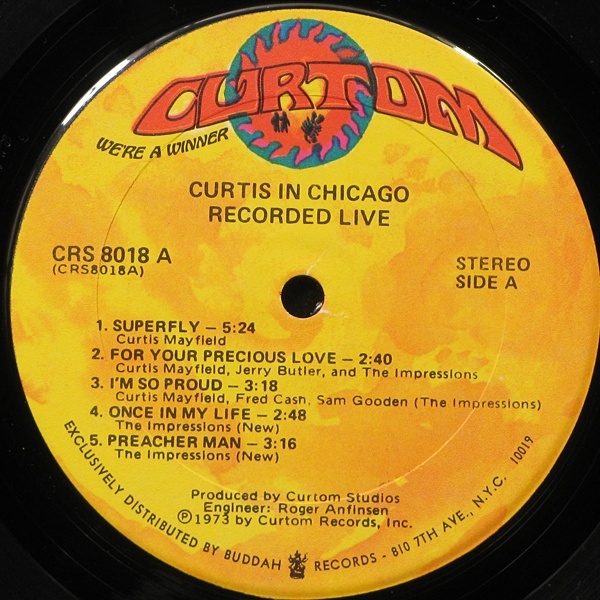 CURTOM
WE'RE A WINNER
CURTIS IN CHICAGO
RECORDED LIVE
CRS 8018 A
(CRS8018A)
STEREO
SIDE A
1. SUPERFLY – 5:24
Curtis Mayfield
2. FOR YOUR PRECIOUS LOVE – 2:40
Curtis Mayfield, Jerry Butler, and The Impressions
3. I'M SO PROUD – 3:18
Curtis Mayfield, Fred Cash, Sam Gooden (The Impressions)
4. ONCE IN MY LIFE – 2:48
The Impressions (New)
5. PREACHER MAN – 3:16
The Impressions (New)
Produced by Curtom Studios
Engineer: Roger Anfinsen
Ⓟ1973 by Curtom Records, Inc.
EXCLUSIVELY DISTRIBUTED BY BUDDAH RECORDS - 810 7TH AVE., N.Y.C. 10019